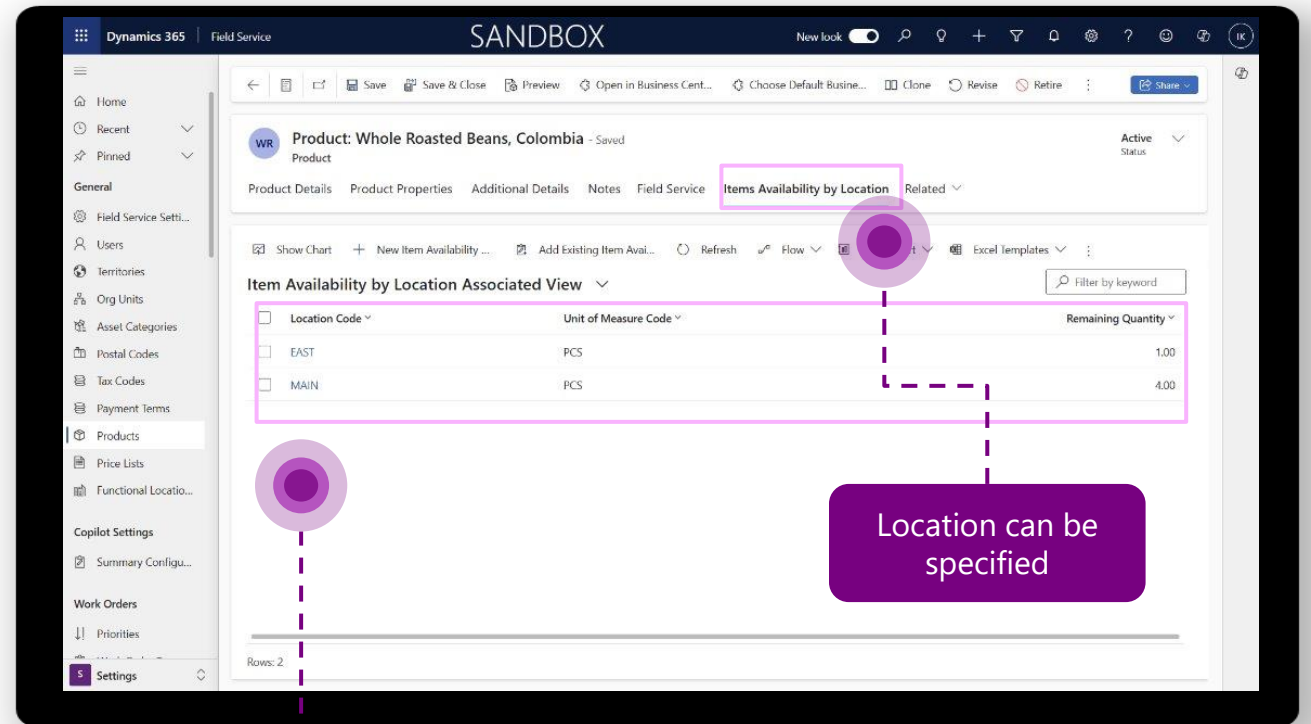 Dynamics 365 Field Service SANDBOX New look IK
Home
Recent
Pinned
General
Field Service Setti...
Users
Territories
Org Units
Asset Categories
Postal Codes
Tax Codes
Payment Terms
Products
Price Lists
Functional Locatio...
Copilot Settings
Summary Configu...
Work Orders
Priorities
S Settings
Save Save & Close Preview Open in Business Cent... Choose Default Busine... Clone Revise Retire Share
WR Product: Whole Roasted Beans, Colombia - Saved
Product
Active
Status
Product Details Product Properties Additional Details Notes Field Service Items Availability by Location Related
Show Chart New Item Availability ... Add Existing Item Avai... Refresh Flow Excel Templates
Item Availability by Location Associated View Filter by keyword
Location Code Unit of Measure Code Remaining Quantity
EAST PCS 1.00
MAIN PCS 4.00
Location can be
specified
Rows: 2